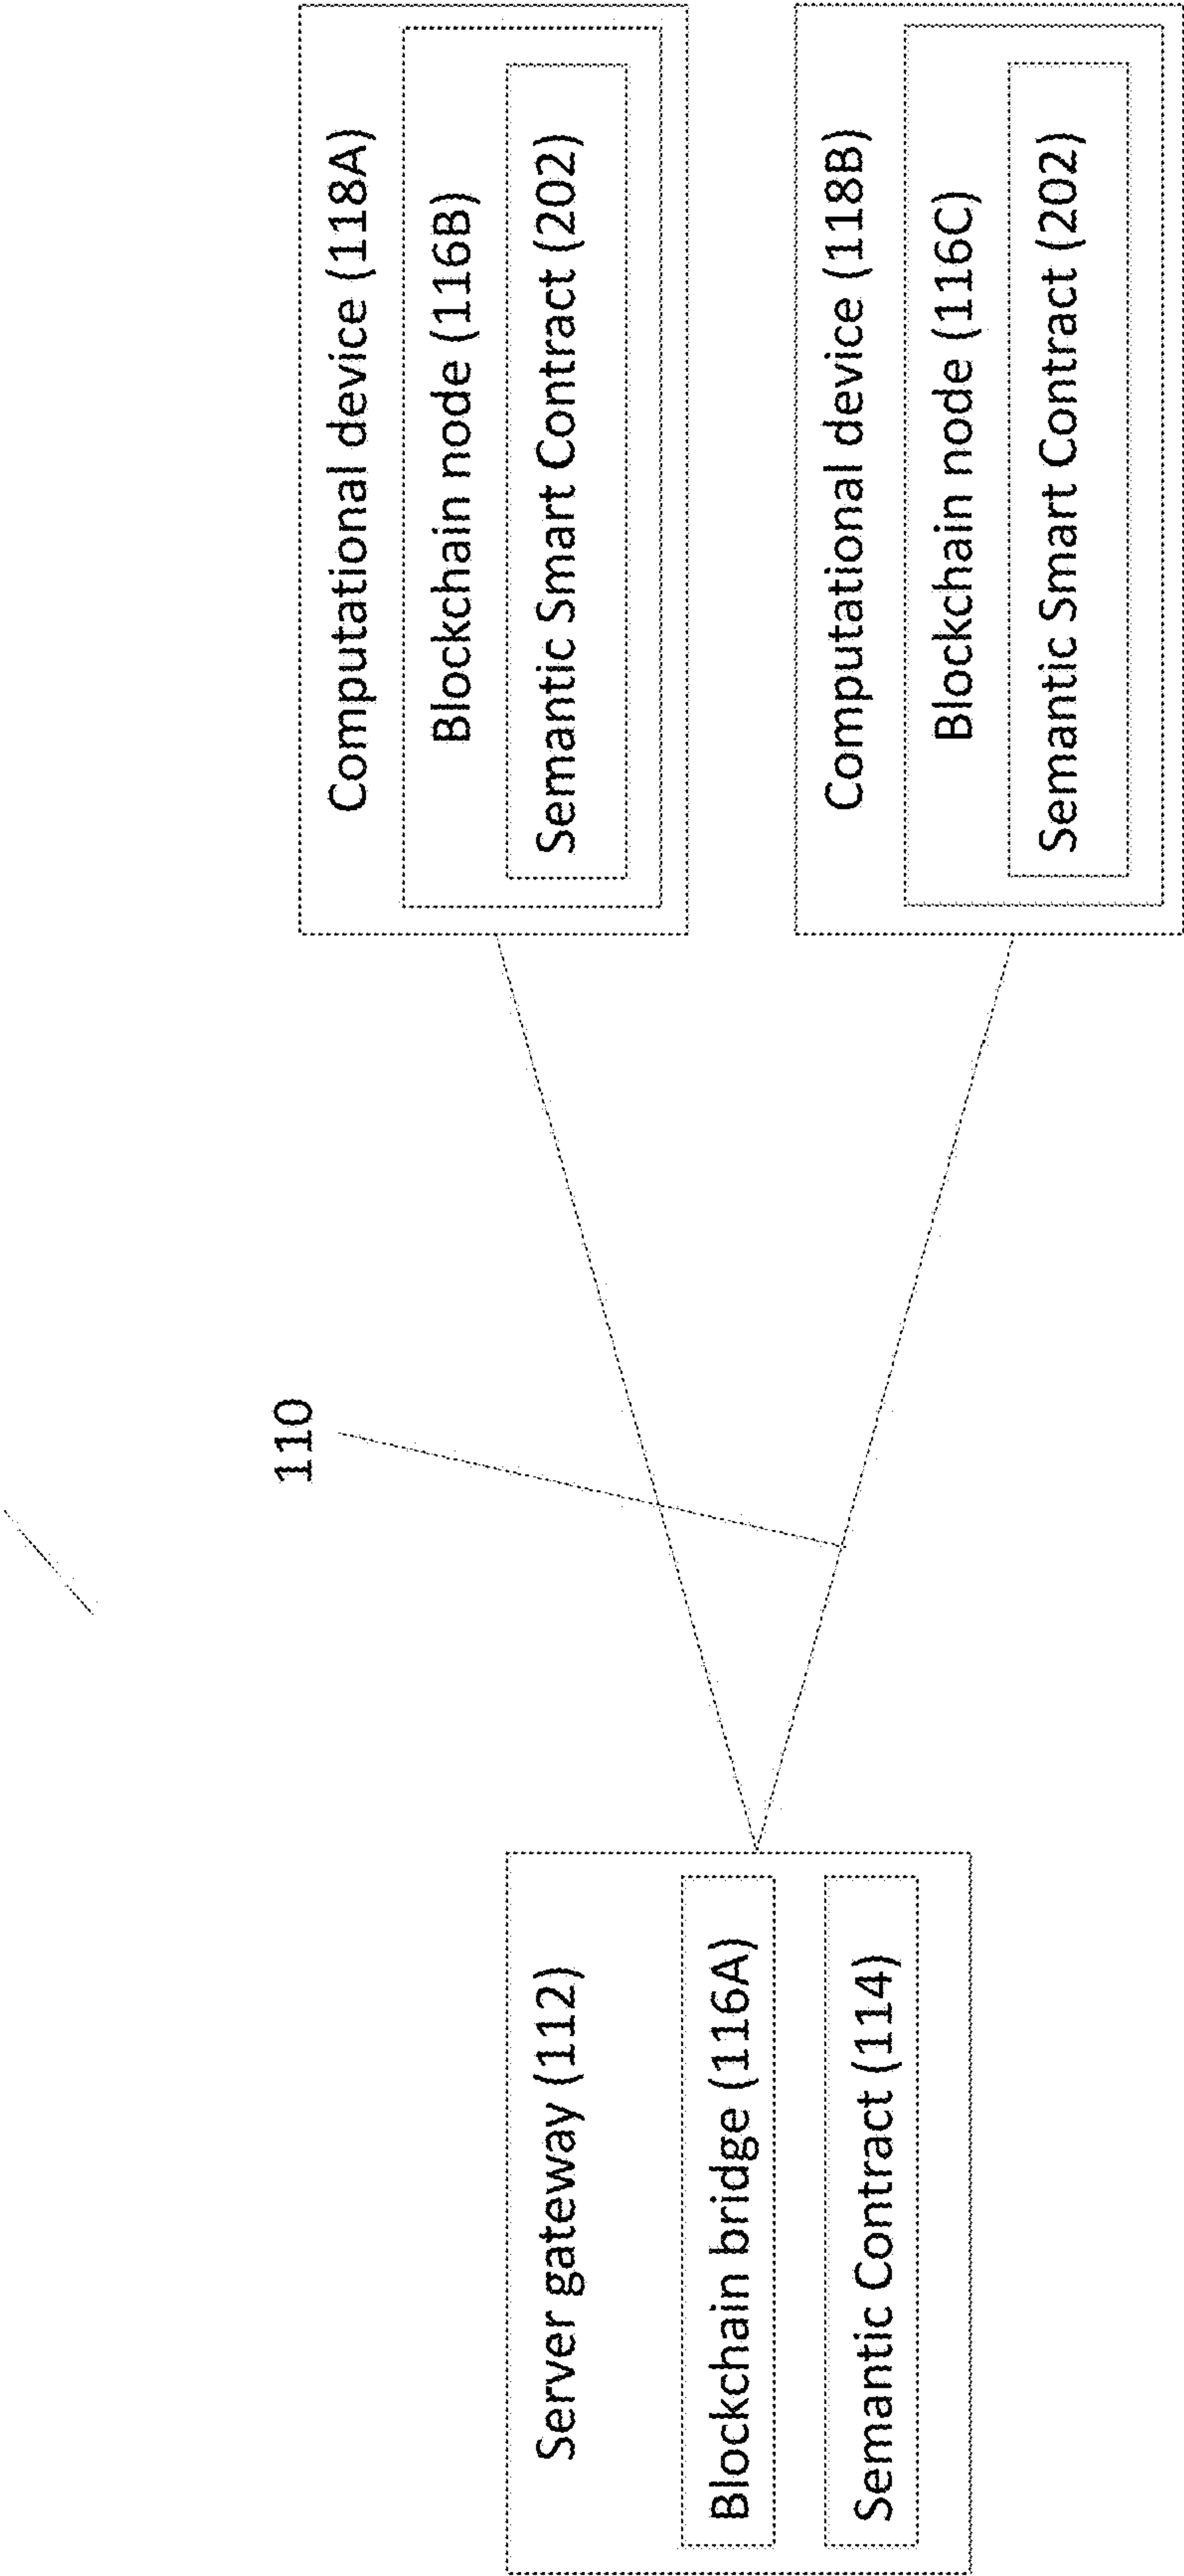 110
Server gateway (112)
Blockchain bridge (116A)
Semantic Contract (114)
Computational device (118A)
Blockchain node (116B)
Semantic Smart Contract (202)
Computational device (118B)
Blockchain node (116C)
Semantic Smart Contract (202)